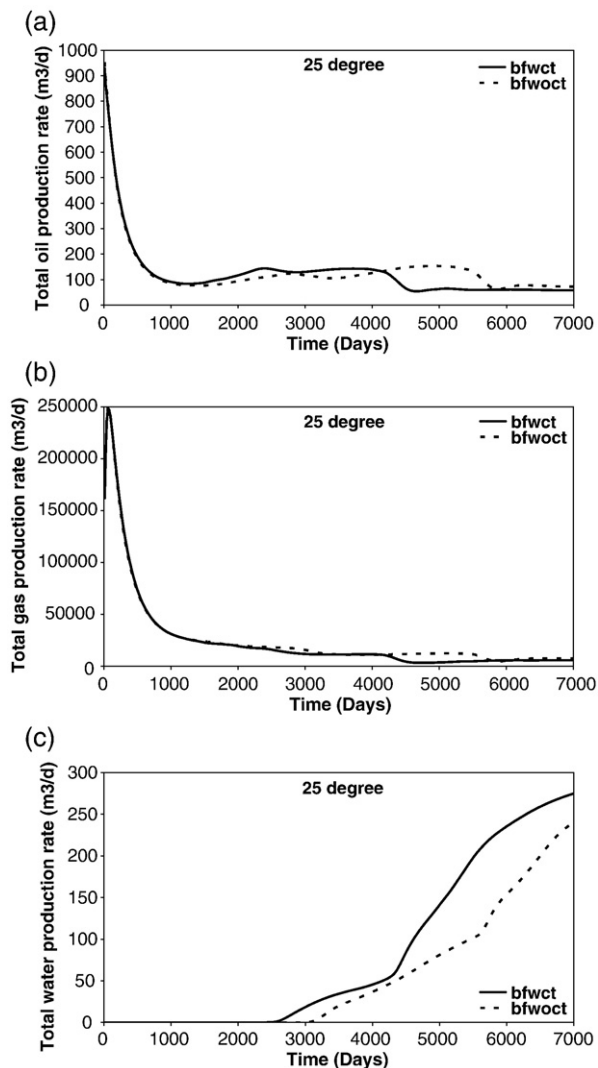 (a)
Total oil production rate (m3/d)
1000
900
800
700
600
500
400
300
200
100
0
25 degree
bfwct
bfwoct
0 1000 2000 3000 4000 5000 6000 7000
Time (Days)
(b)
Total gas production rate (m3/d)
250000
200000
150000
100000
50000
0
25 degree
bfwct
bfwoct
0 1000 2000 3000 4000 5000 6000 7000
Time (Days)
(c)
Total water production rate (m3/d)
300
250
200
150
100
50
0
25 degree
bfwct
bfwoct
0 1000 2000 3000 4000 5000 6000 7000
Time (Days)